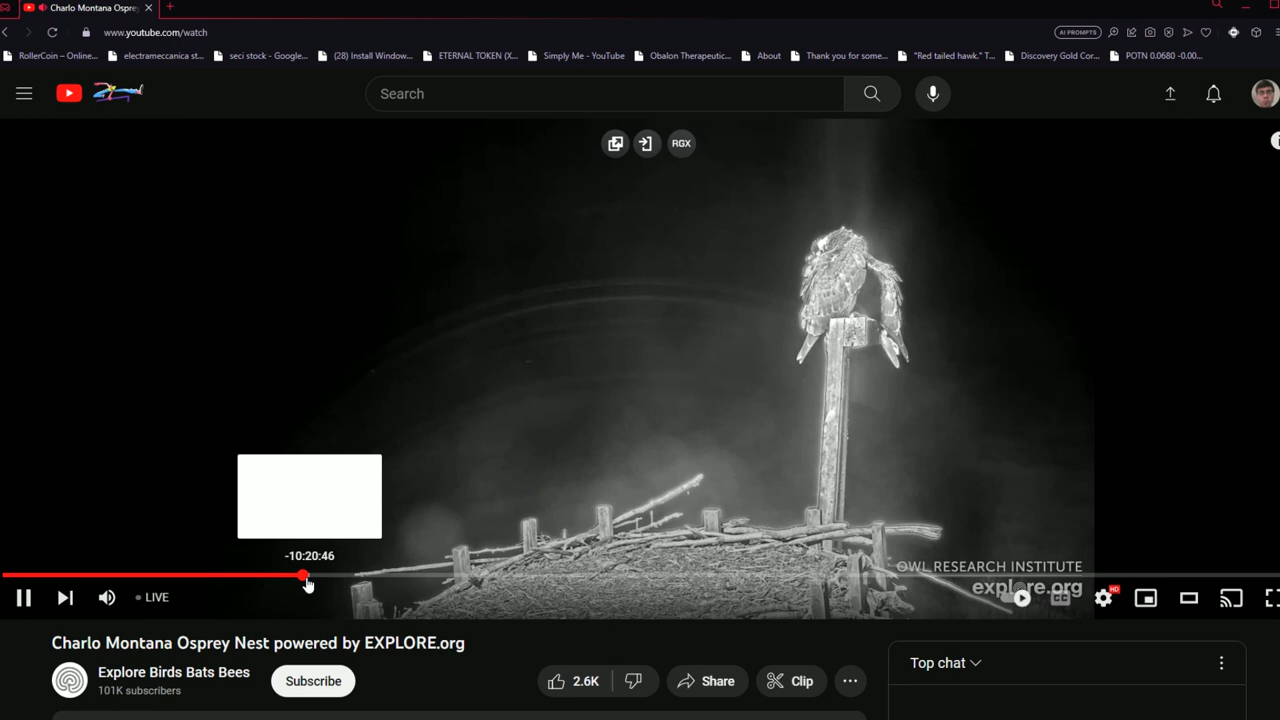 Charlo Montana Osprey
www.youtube.com/watch
AI PROMPTS
RollerCoin – Online...
electrameccanica st...
seci stock - Google...
(28) Install Window...
ETERNAL TOKEN (X...
Simply Me - YouTube
Obalon Therapeutic...
About
Thank you for some...
"Red tailed hawk." T...
Discovery Gold Cor...
POTN 0.0680 -0.00...
Search
RGX
-10:20:46
OWL RESEARCH INSTITUTE
explore.org
LIVE
CC
HD
Charlo Montana Osprey Nest powered by EXPLORE.org
Explore Birds Bats Bees
101K subscribers
Subscribe
2.6K
Share
Clip
Top chat